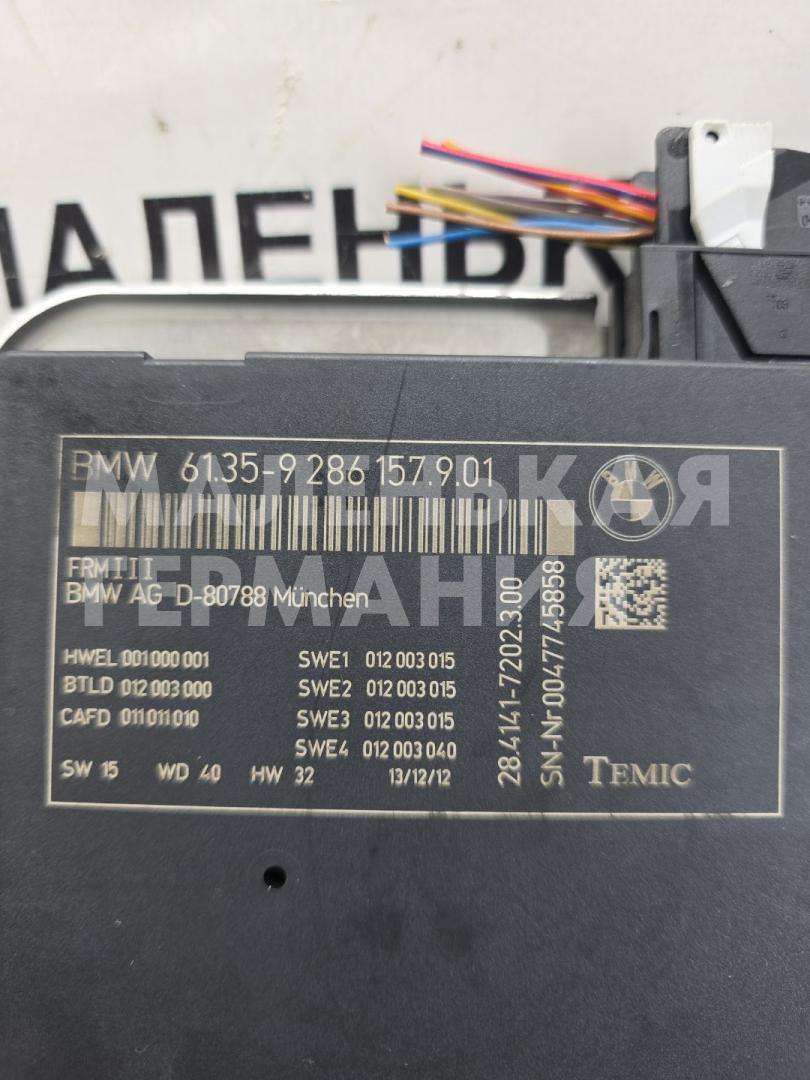 МАЛЕНЬК
BMW 61.35-9 286 157.9.01
BMW
МАЛЕНЬКАЯ
ГЕРМАНИЯ
FRMIII
BMW AG D-80788 München
HWEL 001 000 001 SWE1 012 003 015
BTLD 012 003 000 SWE2 012 003 015
CAFD 011 011 010 SWE3 012 003 015
SWE4 012 003 040
SW 15 WD 40 HW 32 13/12/12
28.4141-7202.3.00
SN-Nr 0047745858
TEMIC